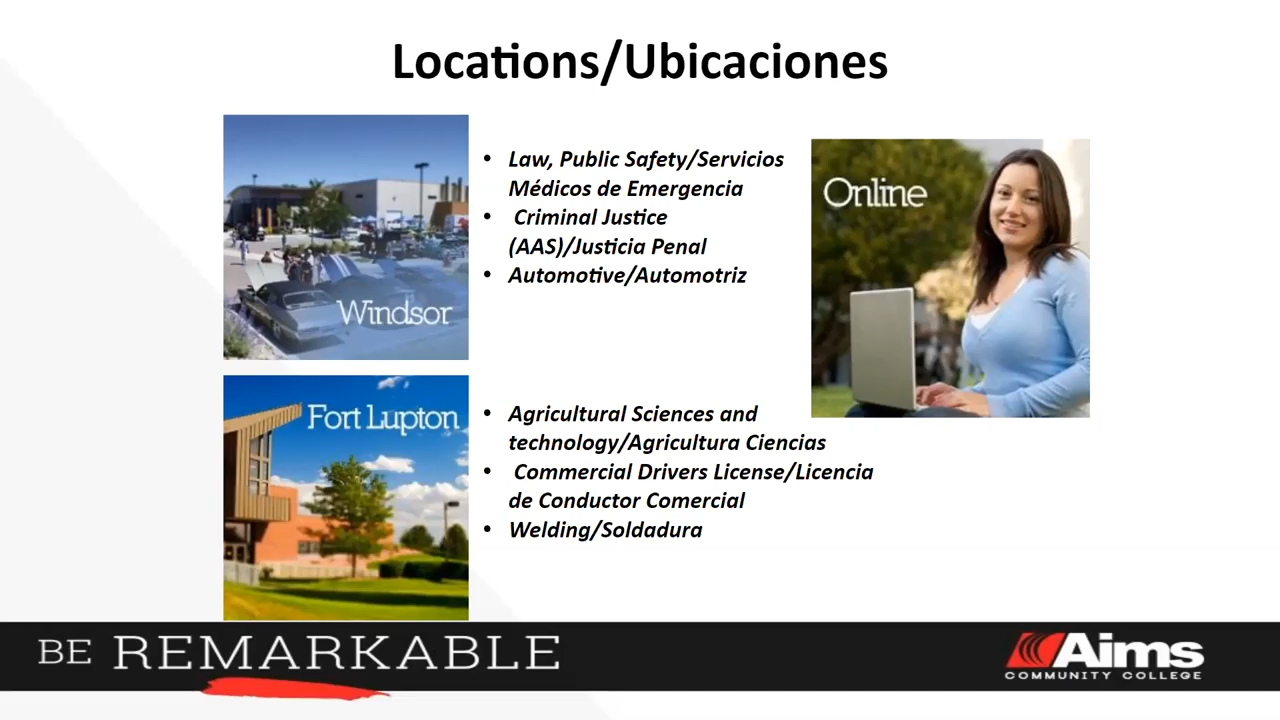 Locations/Ubicaciones
Windsor
• Law, Public Safety/Servicios
Médicos de Emergencia
• Criminal Justice
(AAS)/Justicia Penal
• Automotive/Automotriz
Online
Fort Lupton
• Agricultural Sciences and
technology/Agricultura Ciencias
• Commercial Drivers License/Licencia
de Conductor Comercial
• Welding/Soldadura
BE REMARKABLE
Aims
COMMUNITY COLLEGE